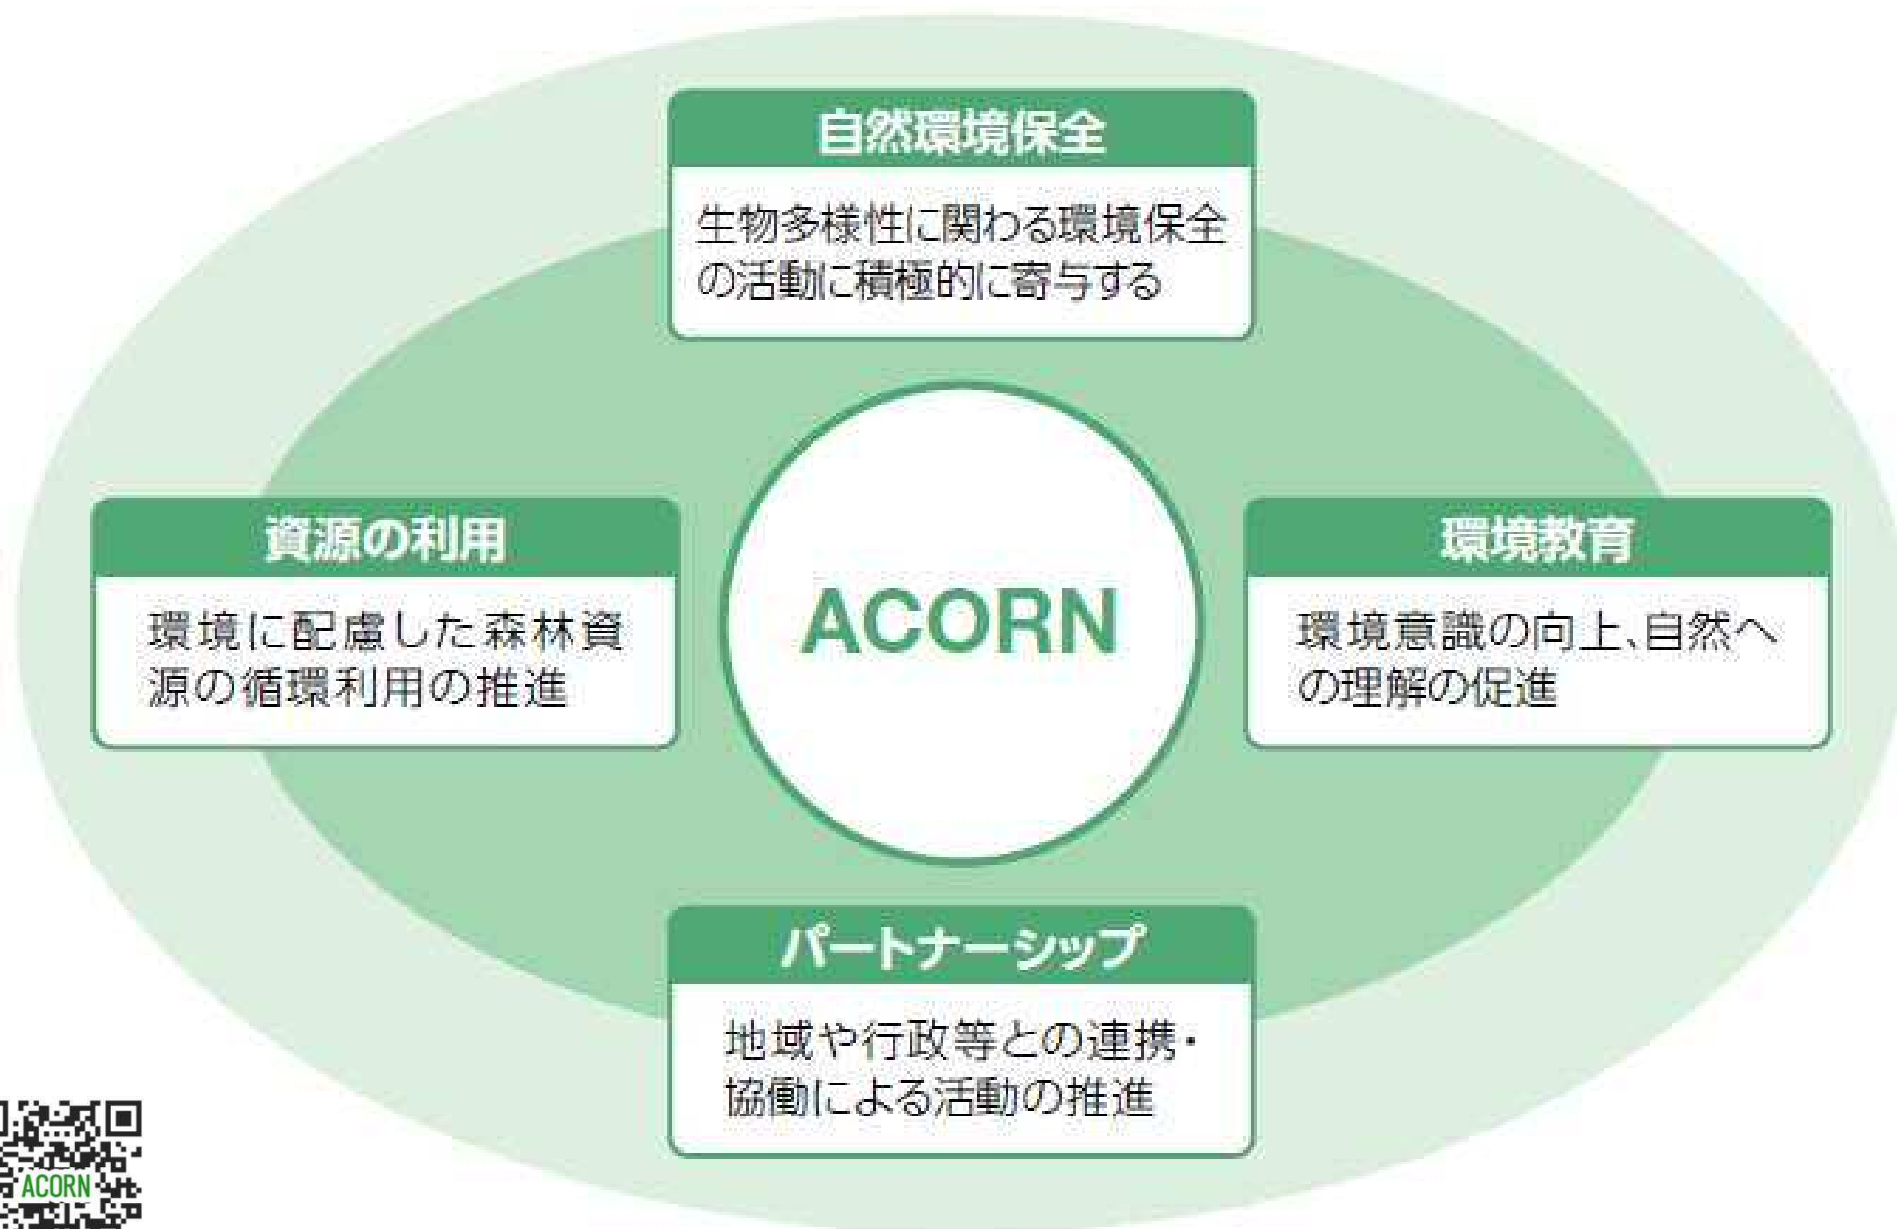 自然環境保全
生物多様性に関わる環境保全
の活動に積極的に寄与する
資源の利用
環境に配慮した森林資
源の循環利用の推進
ACORN
環境教育
環境意識の向上、自然へ
の理解の促進
パートナーシップ
地域や行政等との連携・
協働による活動の推進
ACORN